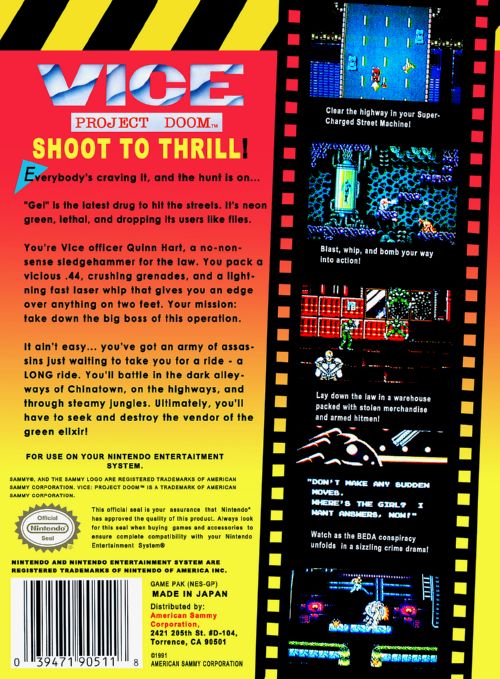 VICE
PROJECT DOOM™
SHOOT TO THRILL!
Everybody's craving it, and the hunt is on...
"Gel" is the latest drug to hit the streets. It's neon
green, lethal, and dropping its users like flies.
You're Vice officer Quinn Hart, a no-non-
sense sledgehammer for the law. You pack a
vicious .44, crushing grenades, and a light-
ning fast laser whip that gives you an edge
over anything on two feet. Your mission:
take down the big boss of this operation.
It ain't easy... you've got an army of assas-
sins just waiting to take you for a ride - a
LONG ride. You'll battle in the dark alley-
ways of Chinatown, on the highways, and
through steamy jungles. Ultimately, you'll
have to seek and destroy the vendor of the
green elixir!
FOR USE ON YOUR NINTENDO ENTERTAITMENT
SYSTEM.
SAMMY®, AND THE SAMMY LOGO ARE REGISTERED TRADEMARKS OF AMERICAN
SAMMY CORPORATION. VICE: PROJECT DOOM™ IS A TRADEMARK OF AMERICAN
SAMMY CORPORATION.
Official
Nintendo®
Seal
This official seal is your assurance that Nintendo®
has approved the quality of this product. Always look
for this seal when buying games and accessories to
ensure complete compatibility with your Nintendo
Entertainment System®
NINTENDO AND NINTENDO ENTERTAINMENT SYSTEM ARE
REGISTERED TRADEMARKS OF NINTENDO OF AMERICA INC.
0 39471 90511 8
GAME PAK (NES-GP)
MADE IN JAPAN
Distributed by:
American Sammy
Corporation,
2421 205th St. #D-104,
Torrence, CA 90501
©1991
AMERICAN SAMMY CORPORATION
Clear the highway in your Super-
Charged Street Machine!
Blast, whip, and bomb your way
into action!
Lay down the law in a warehouse
packed with stolen merchandise
and armed hitmen!
"DON'T MAKE ANY SUDDEN
MOVES.
WHERE'S THE GIRL? I
WANT ANSWERS, NOW!"
Watch as the BEDA conspiracy
unfolds in a sizzling crime drama!